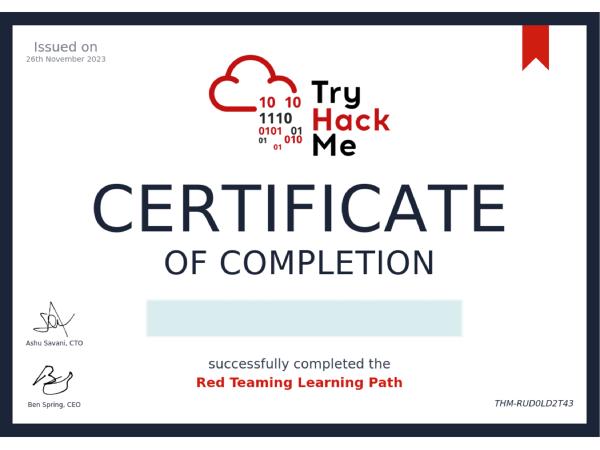 Issued on
26th November 2023
10 10
1110
0101 01
01 010
01
Try
Hack
Me
CERTIFICATE
OF COMPLETION
Ashu Savani, CTO
successfully completed the
Red Teaming Learning Path
Ben Spring, CEO
THM-RUD0LD2T43